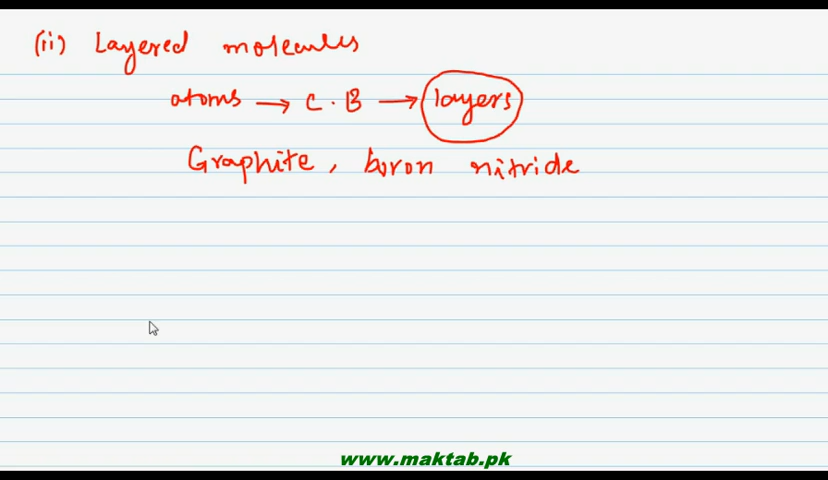 (ii) Layered molecules
atoms → C.B → layers
Graphite, boron nitride
www.maktab.pk